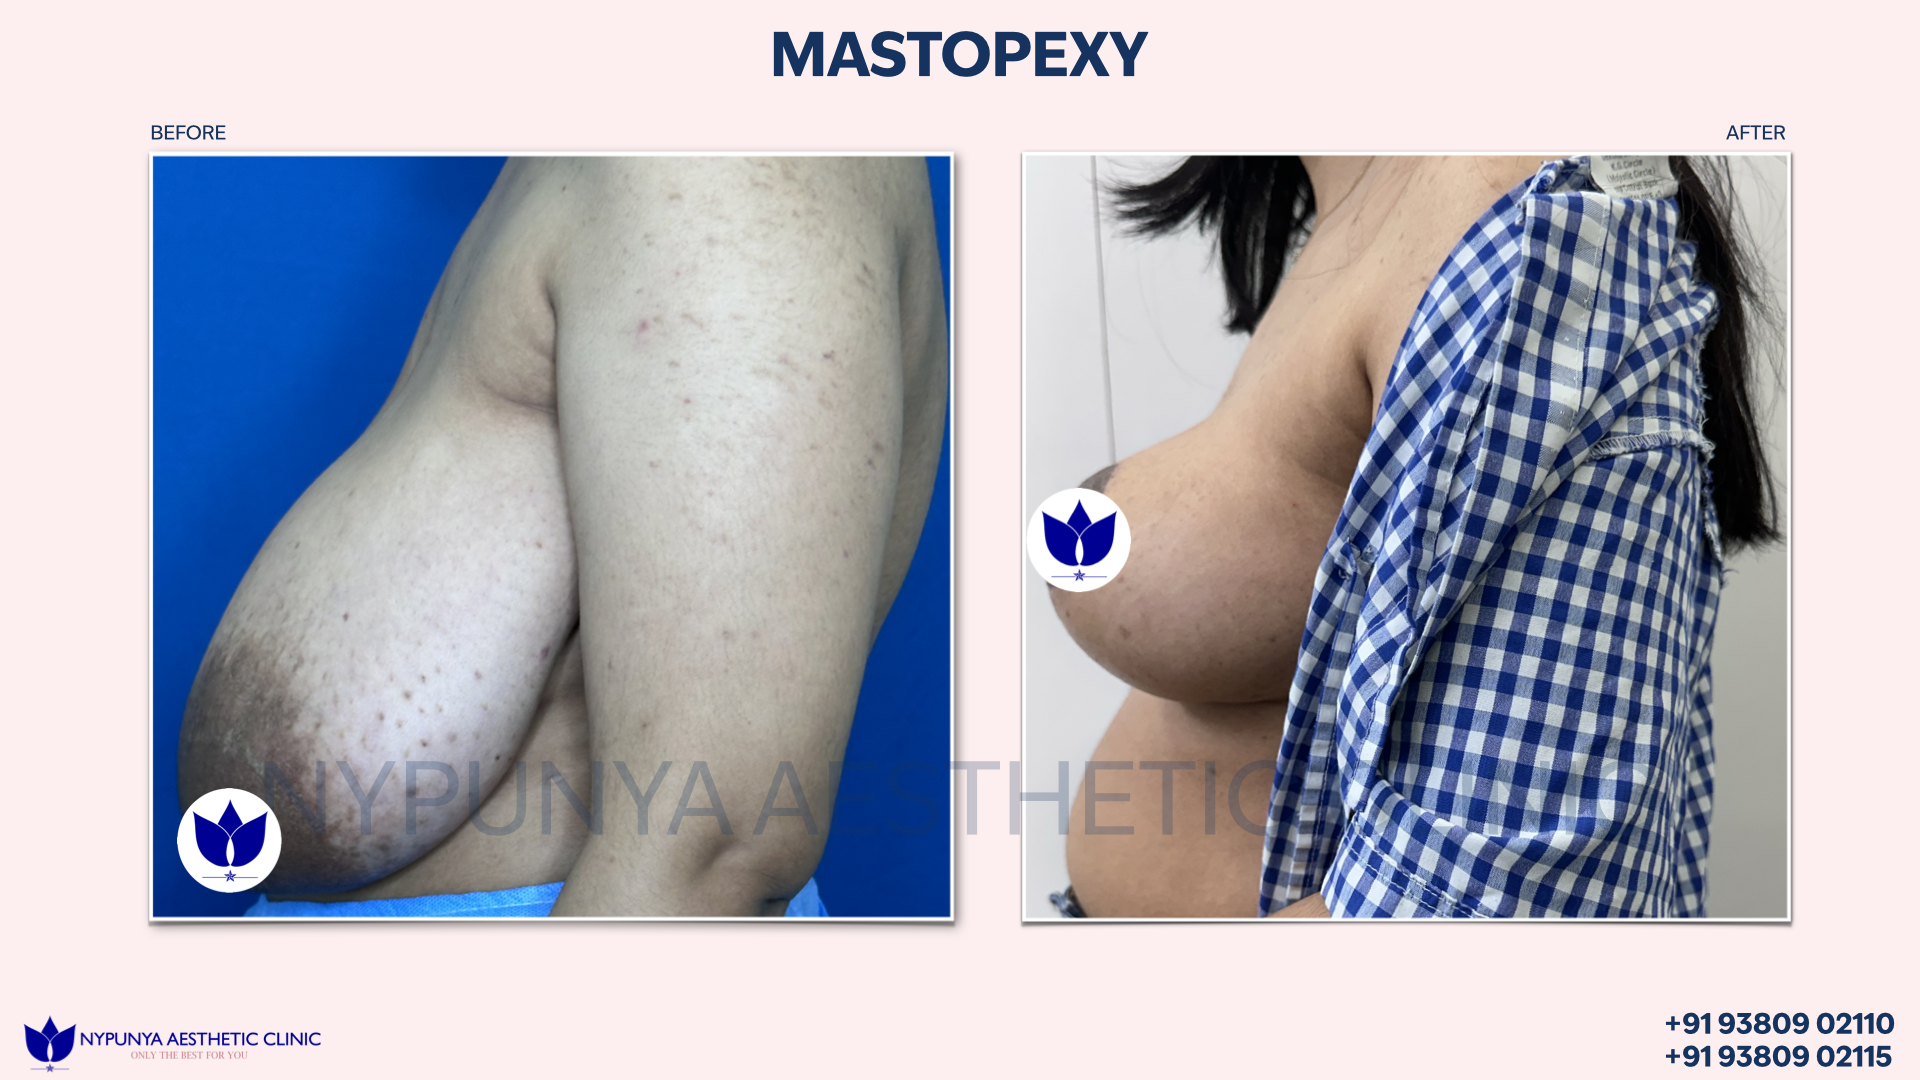 MASTOPEXY
BEFORE
AFTER
K.G Circle
NYPUNYA AESTHETIC
NYPUNYA AESTHETIC CLINIC
ONLY THE BEST FOR YOU
+91 93809 02110
+91 93809 02115